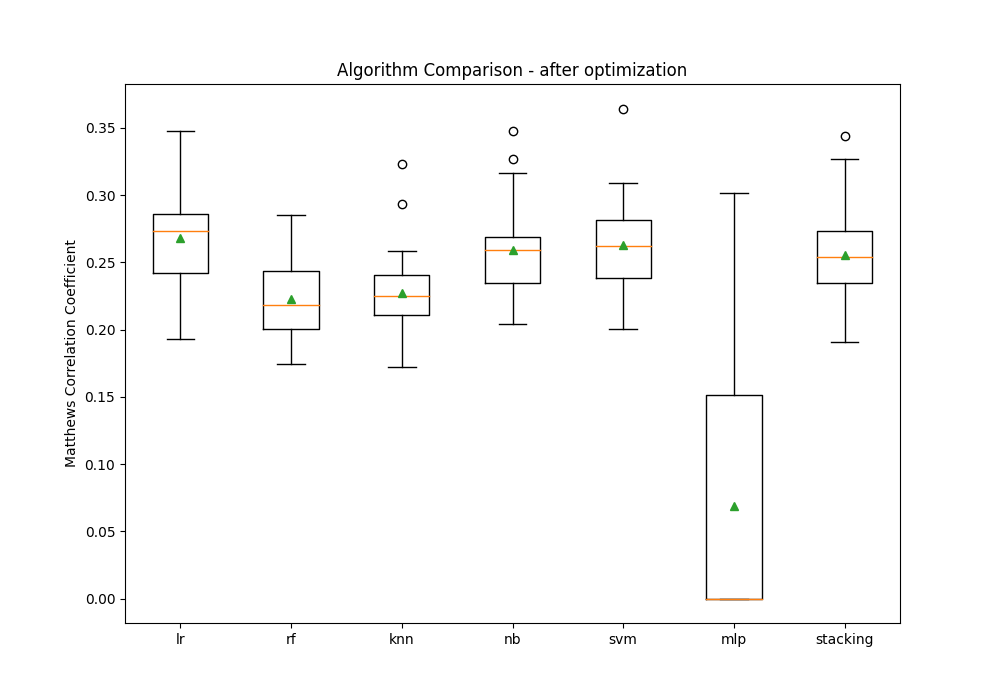 Algorithm Comparison - after optimization
Matthews Correlation Coefficient
0.35
0.30
0.25
0.20
0.15
0.10
0.05
0.00
lr rf knn nb svm mlp stacking